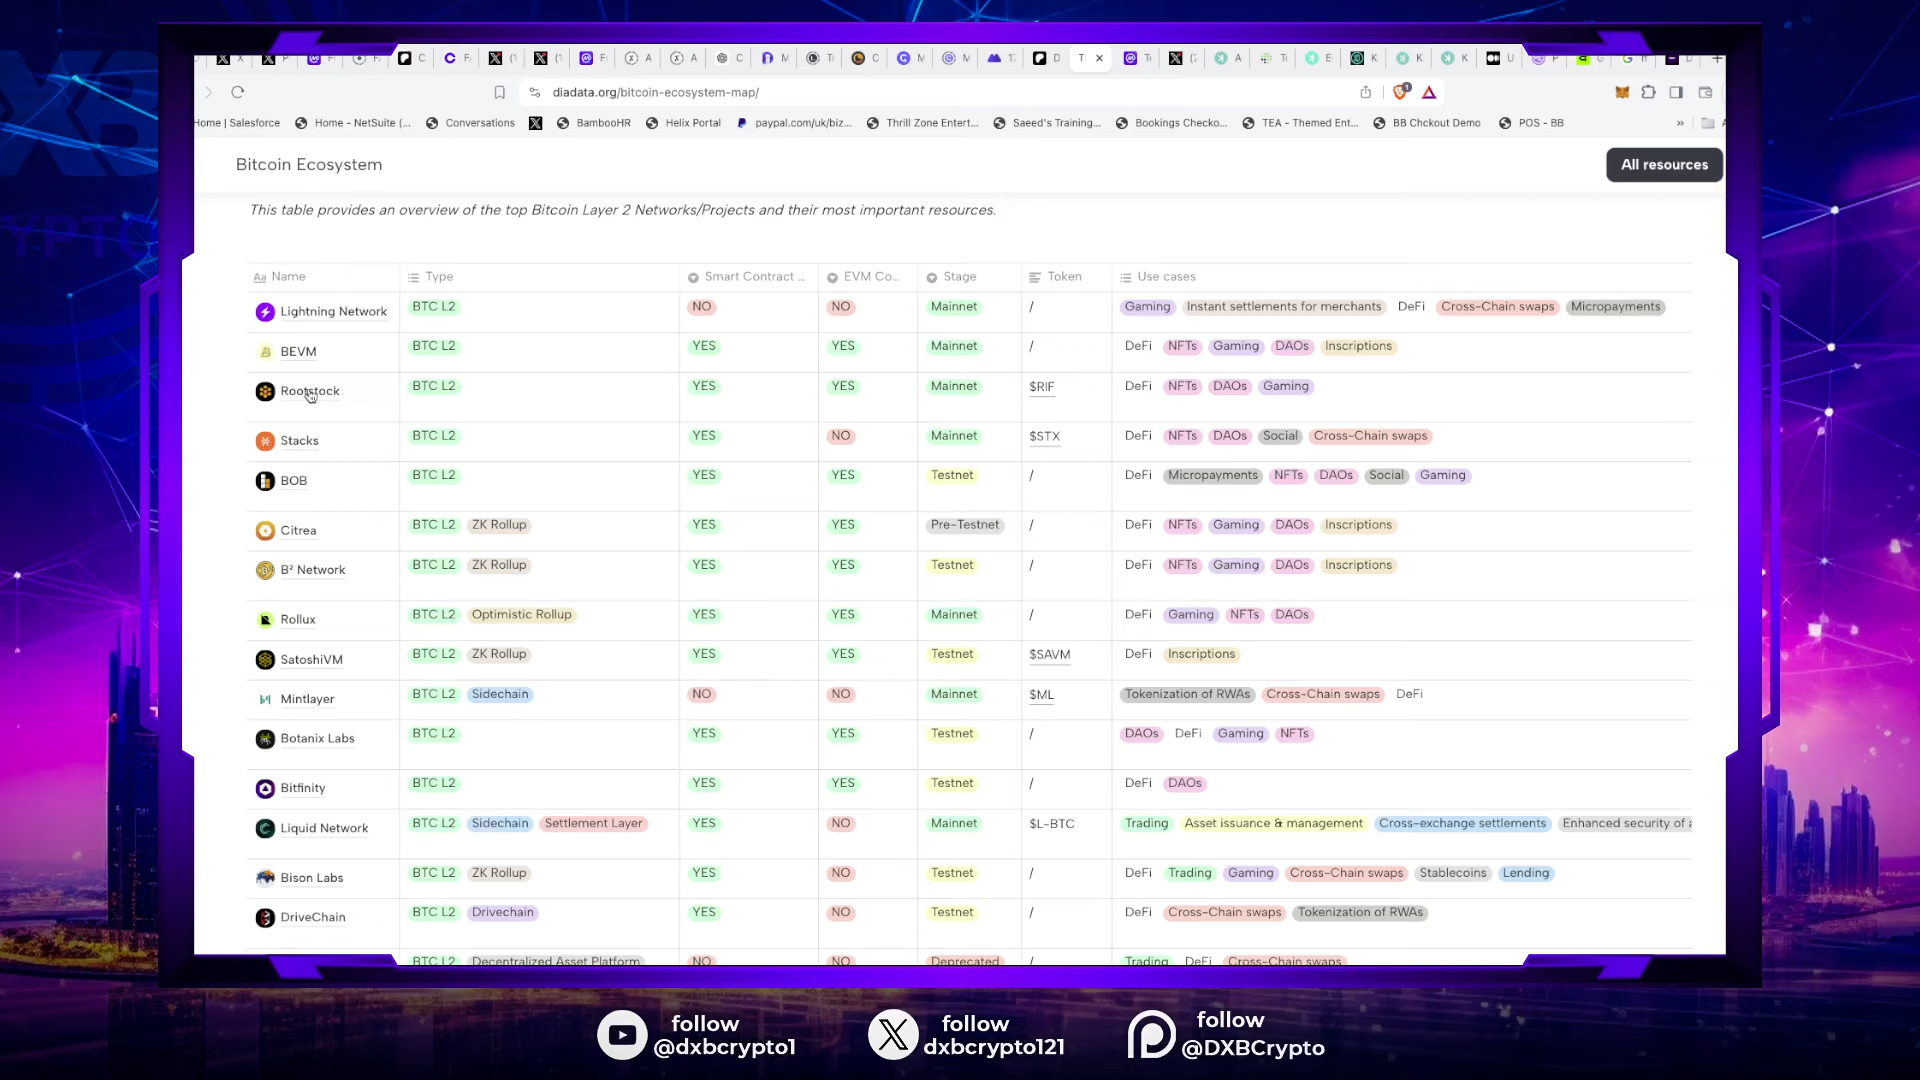 diadata.org/bitcoin-ecosystem-map/
Home | Salesforce Home - NetSuite (... Conversations BambooHR Helix Portal paypal.com/uk/biz... Thrill Zone Entert... Saeed's Training... Bookings Checko... TEA - Themed Ent... BB Chckout Demo POS - BB »
Bitcoin Ecosystem All resources
This table provides an overview of the top Bitcoin Layer 2 Networks/Projects and their most important resources.
Aa Name Type Smart Contract ... EVM Co... Stage Token Use cases
Lightning Network BTC L2 NO NO Mainnet / Gaming Instant settlements for merchants DeFi Cross-Chain swaps Micropayments
BEVM BTC L2 YES YES Mainnet / DeFi NFTs Gaming DAOs Inscriptions
Rootstock BTC L2 YES YES Mainnet $RIF DeFi NFTs DAOs Gaming
Stacks BTC L2 YES NO Mainnet $STX DeFi NFTs DAOs Social Cross-Chain swaps
BOB BTC L2 YES YES Testnet / DeFi Micropayments NFTs DAOs Social Gaming
Citrea BTC L2 ZK Rollup YES YES Pre-Testnet / DeFi NFTs Gaming DAOs Inscriptions
B² Network BTC L2 ZK Rollup YES YES Testnet / DeFi NFTs Gaming DAOs Inscriptions
Rollux BTC L2 Optimistic Rollup YES YES Mainnet / DeFi Gaming NFTs DAOs
SatoshiVM BTC L2 ZK Rollup YES YES Testnet $SAVM DeFi Inscriptions
Mintlayer BTC L2 Sidechain NO NO Mainnet $ML Tokenization of RWAs Cross-Chain swaps DeFi
Botanix Labs BTC L2 YES YES Testnet / DAOs DeFi Gaming NFTs
Bitfinity BTC L2 YES YES Testnet / DeFi DAOs
Liquid Network BTC L2 Sidechain Settlement Layer YES NO Mainnet $L-BTC Trading Asset issuance & management Cross-exchange settlements Enhanced security of
Bison Labs BTC L2 ZK Rollup YES NO Testnet / DeFi Trading Gaming Cross-Chain swaps Stablecoins Lending
DriveChain BTC L2 Drivechain YES NO Testnet / DeFi Cross-Chain swaps Tokenization of RWAs
BTC L2 Decentralized Asset Platform NO NO Deprecated / Trading DeFi Cross-Chain swaps
follow
@dxbcrypto1
follow
dxbcrypto121
follow
@DXBCrypto